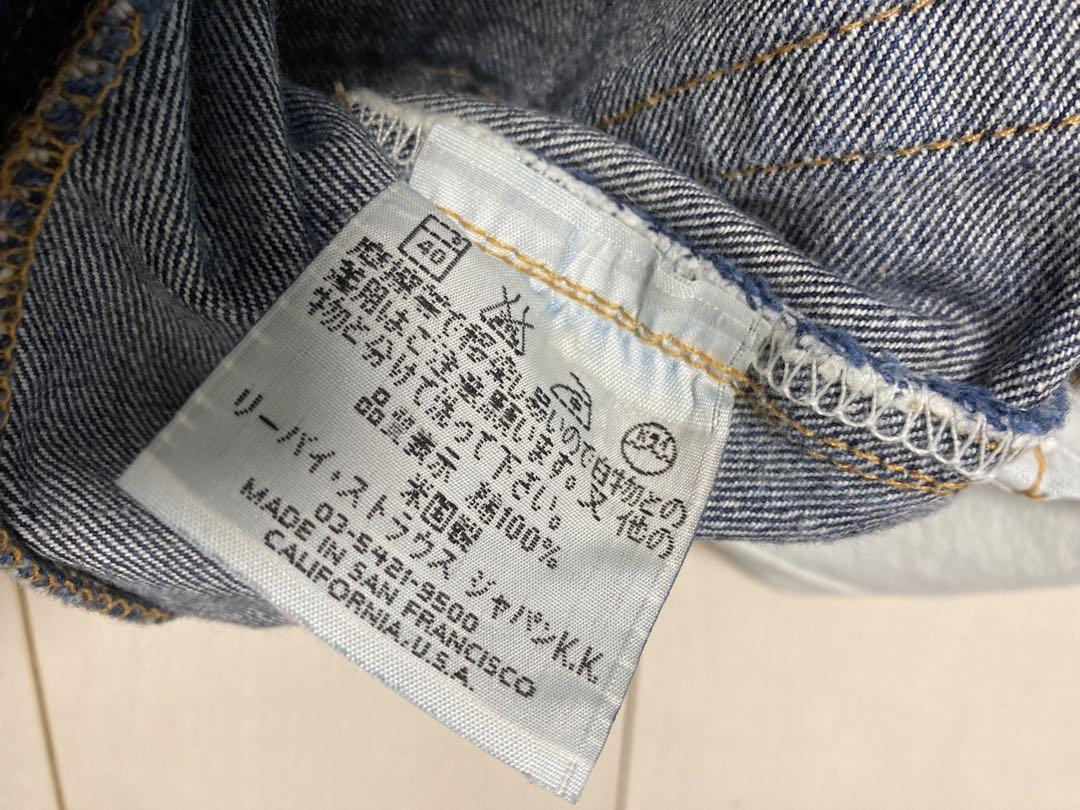 40
摩擦等で移染し易いので白物との
着用はご注意願います。又 他の
物と分けて洗って下さい。
品質表示 綿100%
米国製
リーバイ・ストラウス ジャパンK.K.
03-5421-9500
MADE IN SAN FRANCISCO
CALIFORNIA.U.S.A.